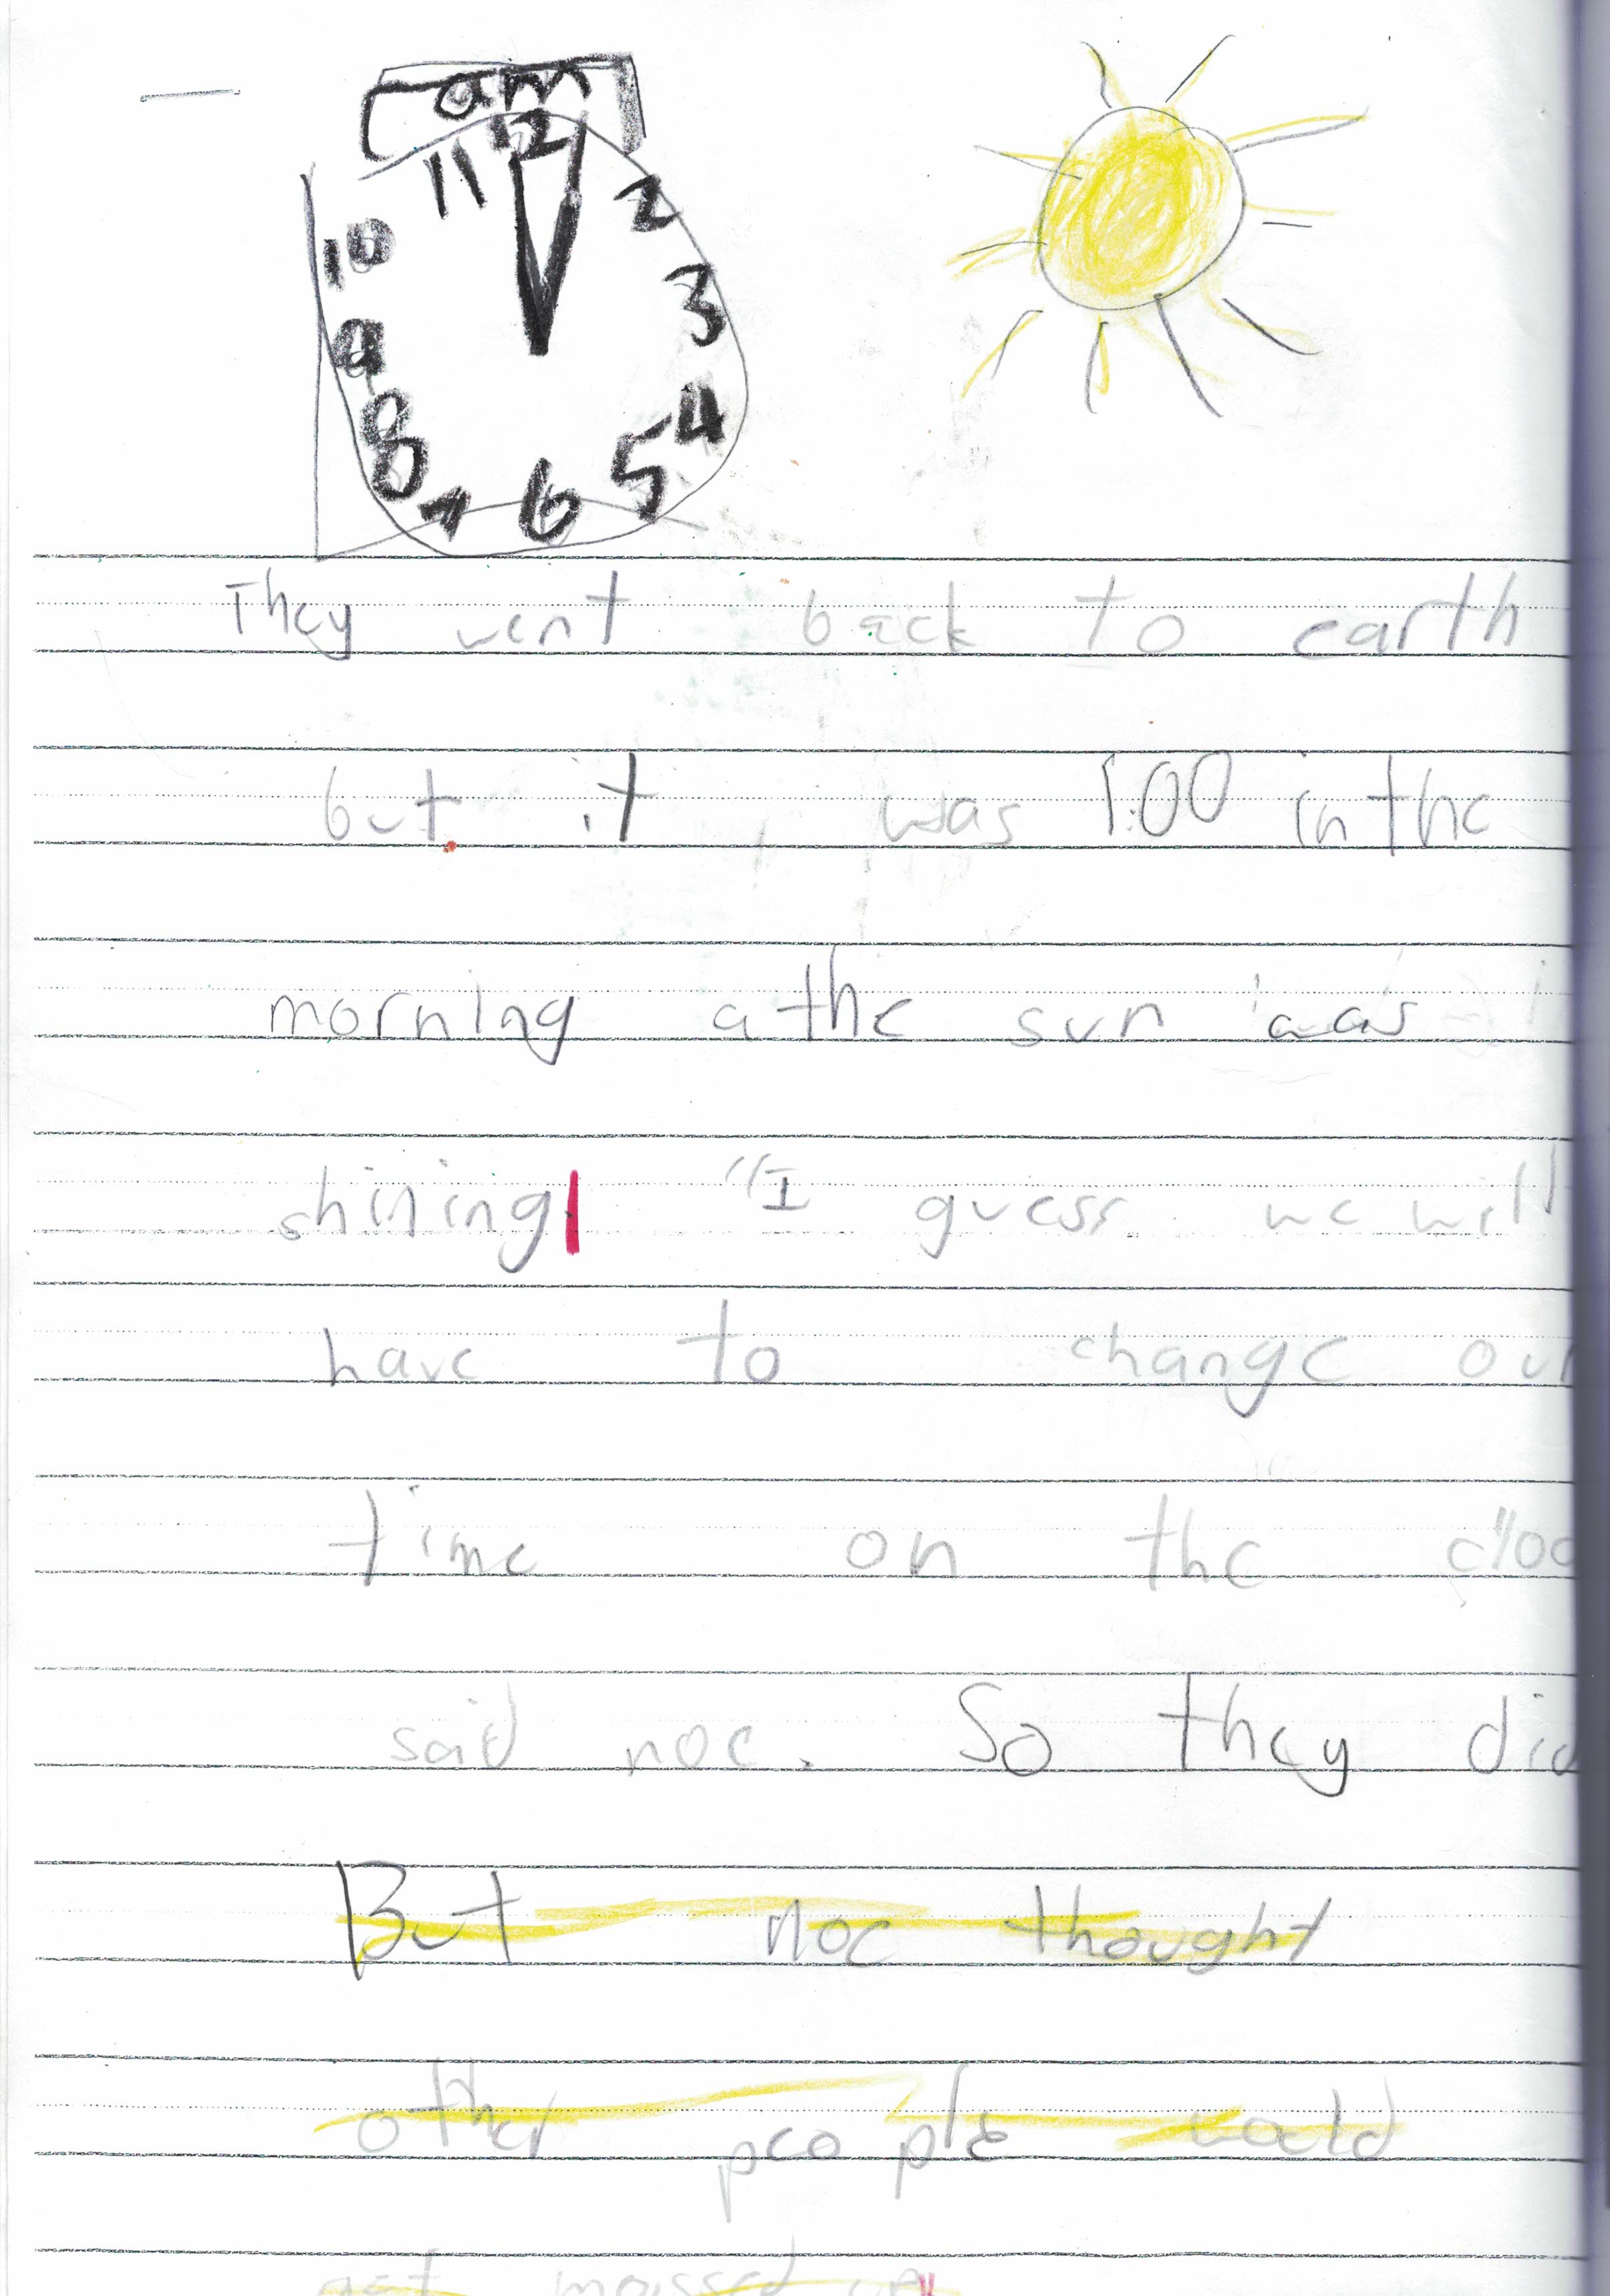 am
12
11
2
10
3
9
4
8
5
7
6
They went back to earth
but it was 1:00 in the
morning a the sun was
shining! "I guess we will
have to change our
time on the cloc
said noe. So they did
But noe thought
other people would
get messed up"